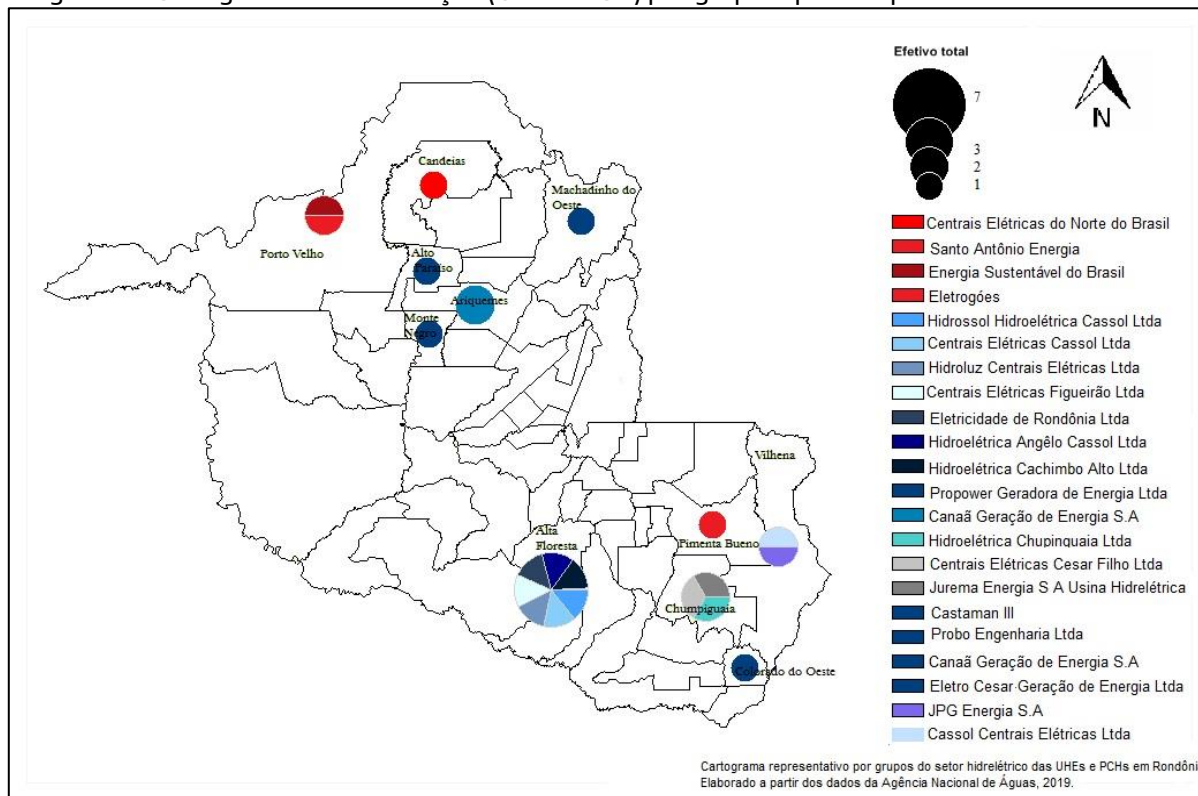 Efetivo total
7
3
2
1
N
Candeias
Machadinho do
Oeste
Porto Velho
Alto
Paraíso
Ariquemes
Monte
Negro
Vilhena
Alta
Floresta
Pimenta Bueno
Chumpiguaia
Colorado do Oeste
Centrais Elétricas do Norte do Brasil
Santo Antônio Energia
Energia Sustentável do Brasil
Eletrogóes
Hidrossol Hidroelétrica Cassol Ltda
Centrais Elétricas Cassol Ltda
Hidroluz Centrais Elétricas Ltda
Centrais Elétricas Figueirão Ltda
Eletricidade de Rondônia Ltda
Hidroelétrica Angêlo Cassol Ltda
Hidroelétrica Cachimbo Alto Ltda
Propower Geradora de Energia Ltda
Canaã Geração de Energia S.A
Hidroelétrica Chupinguaia Ltda
Centrais Elétricas Cesar Filho Ltda
Jurema Energia S A Usina Hidrelétrica
Castaman III
Probo Engenharia Ltda
Canaã Geração de Energia S.A
Eletro Cesar Geração de Energia Ltda
JPG Energia S.A
Cassol Centrais Elétricas Ltda
Cartograma representativo por grupos do setor hidrelétrico das UHEs e PCHs em Rondôni
Elaborado a partir dos dados da Agência Nacional de Águas, 2019.